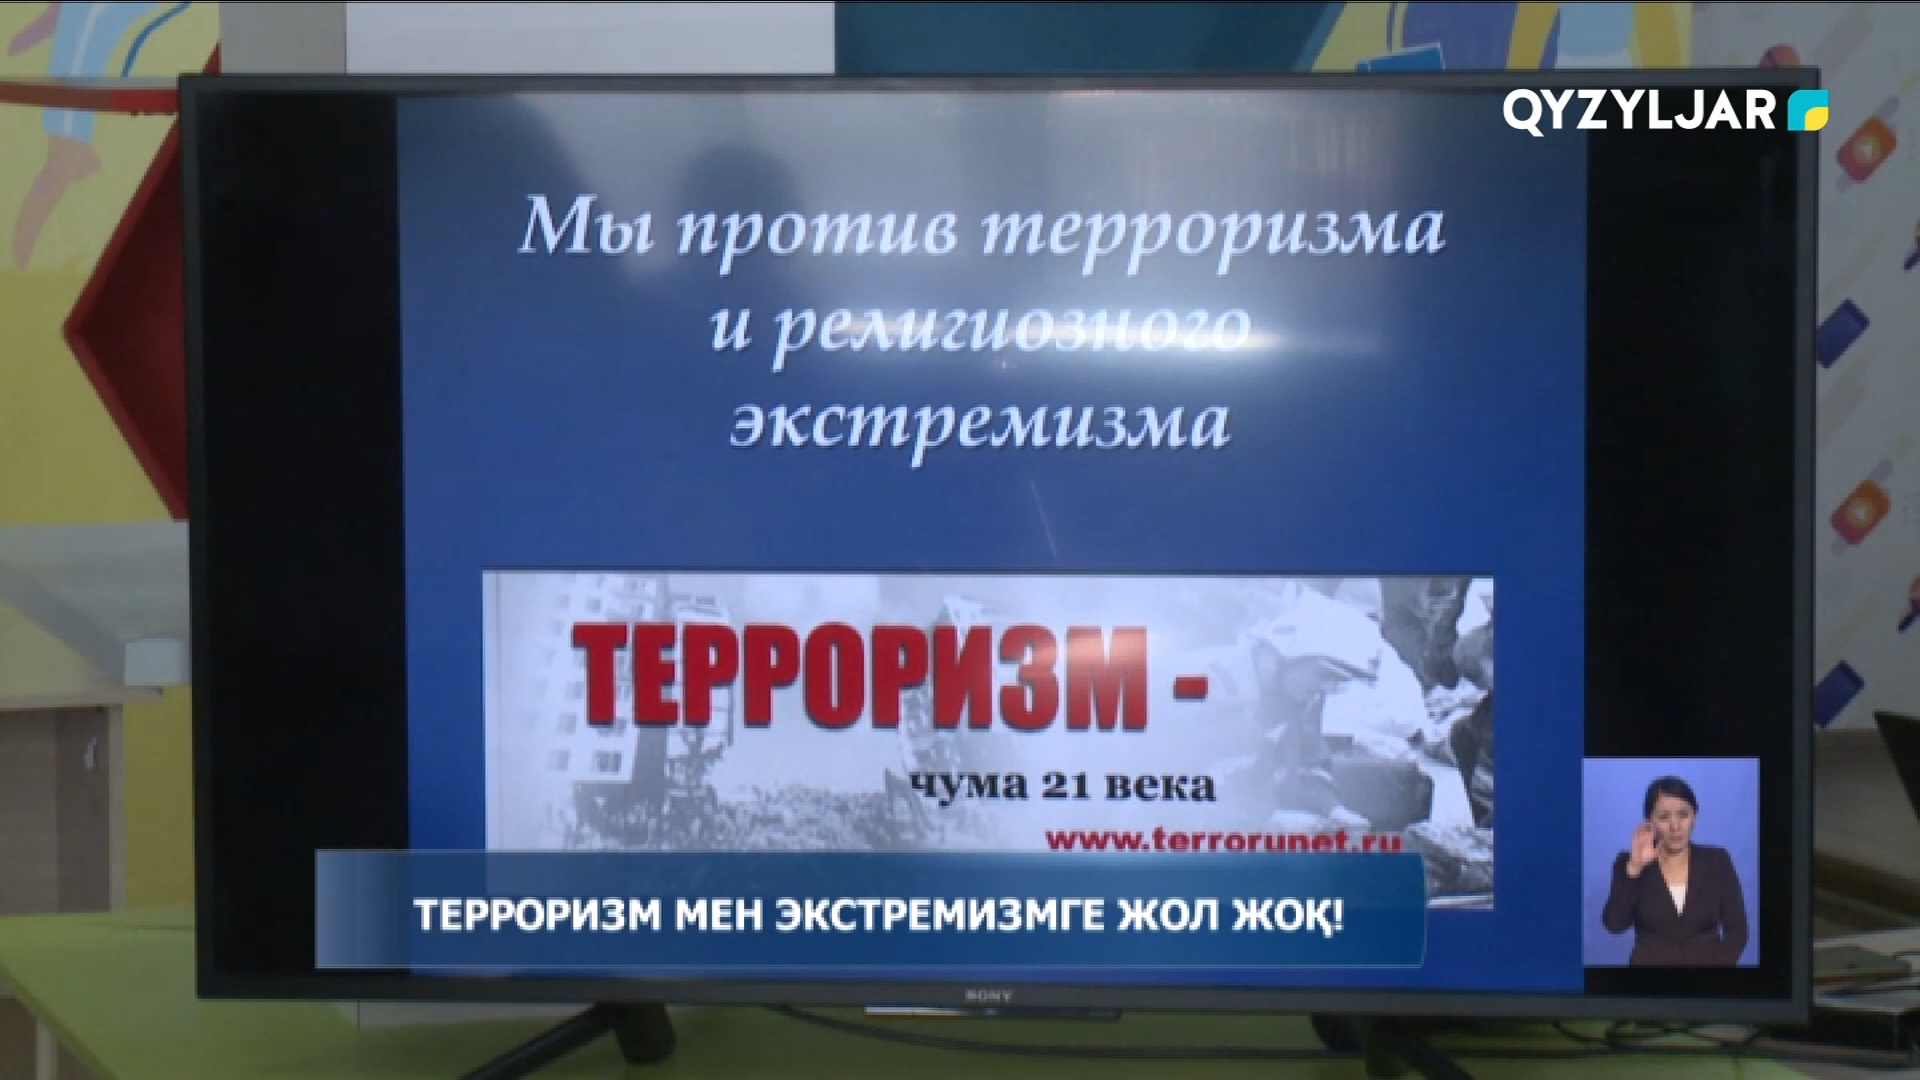 QYZYLJAR
Мы против терроризма
и религиозного
экстремизма
ТЕРРОРИЗМ -
чума 21 века
www.terrorunet.ru
ТЕРРОРИЗМ МЕН ЭКСТРЕМИЗМГЕ ЖОЛ ЖОҚ!
SONY